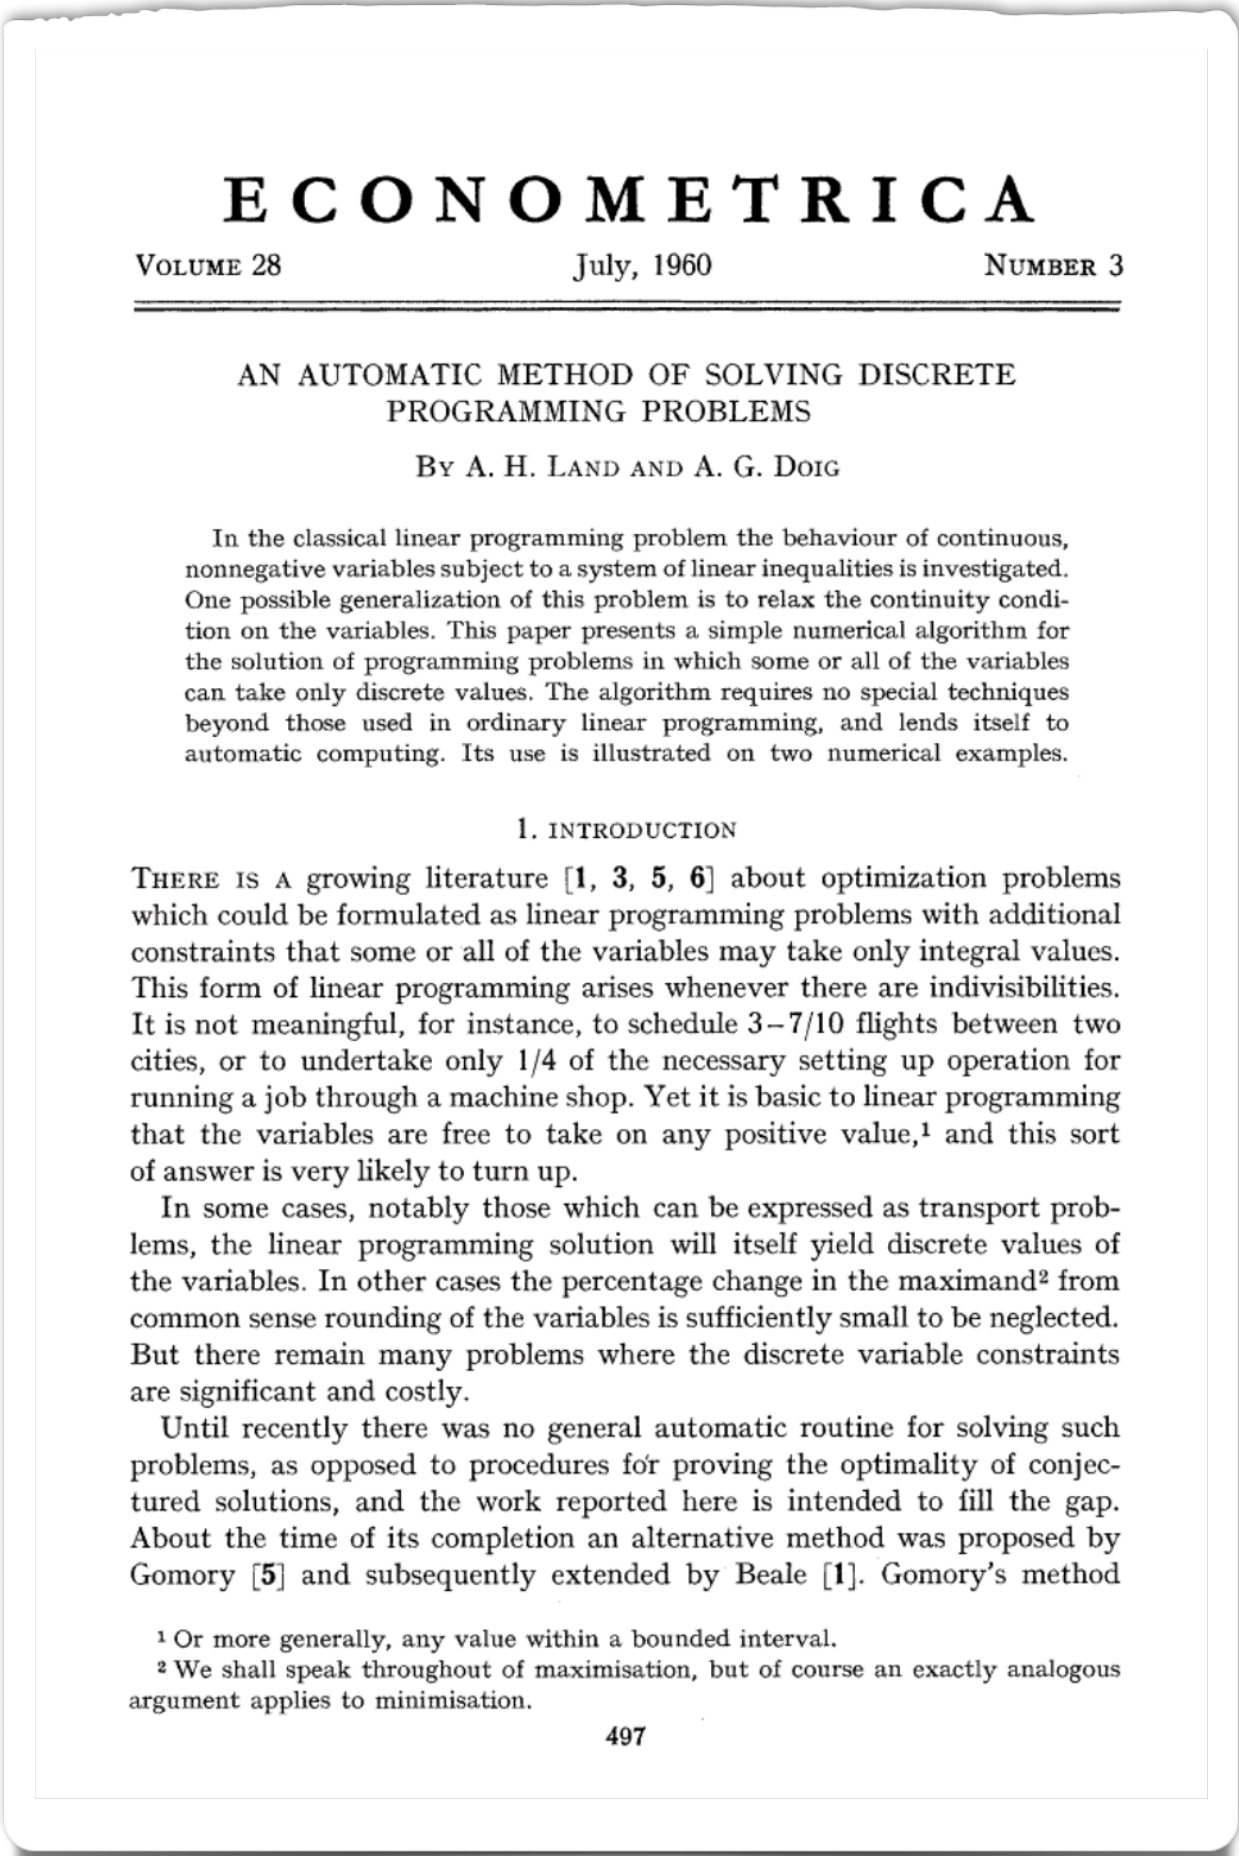 ECONOMETRICA
VOLUME 28 July, 1960 NUMBER 3
AN AUTOMATIC METHOD OF SOLVING DISCRETE
PROGRAMMING PROBLEMS
BY A. H. LAND AND A. G. DOIG
In the classical linear programming problem the behaviour of continuous,
nonnegative variables subject to a system of linear inequalities is investigated.
One possible generalization of this problem is to relax the continuity condi-
tion on the variables. This paper presents a simple numerical algorithm for
the solution of programming problems in which some or all of the variables
can take only discrete values. The algorithm requires no special techniques
beyond those used in ordinary linear programming, and lends itself to
automatic computing. Its use is illustrated on two numerical examples.
1. INTRODUCTION
THERE IS A growing literature [1, 3, 5, 6] about optimization problems
which could be formulated as linear programming problems with additional
constraints that some or all of the variables may take only integral values.
This form of linear programming arises whenever there are indivisibilities.
It is not meaningful, for instance, to schedule 3–7/10 flights between two
cities, or to undertake only 1/4 of the necessary setting up operation for
running a job through a machine shop. Yet it is basic to linear programming
that the variables are free to take on any positive value,¹ and this sort
of answer is very likely to turn up.
In some cases, notably those which can be expressed as transport prob-
lems, the linear programming solution will itself yield discrete values of
the variables. In other cases the percentage change in the maximand² from
common sense rounding of the variables is sufficiently small to be neglected.
But there remain many problems where the discrete variable constraints
are significant and costly.
Until recently there was no general automatic routine for solving such
problems, as opposed to procedures for proving the optimality of conjec-
tured solutions, and the work reported here is intended to fill the gap.
About the time of its completion an alternative method was proposed by
Gomory [5] and subsequently extended by Beale [1]. Gomory's method
¹ Or more generally, any value within a bounded interval.
² We shall speak throughout of maximisation, but of course an exactly analogous
argument applies to minimisation.
497